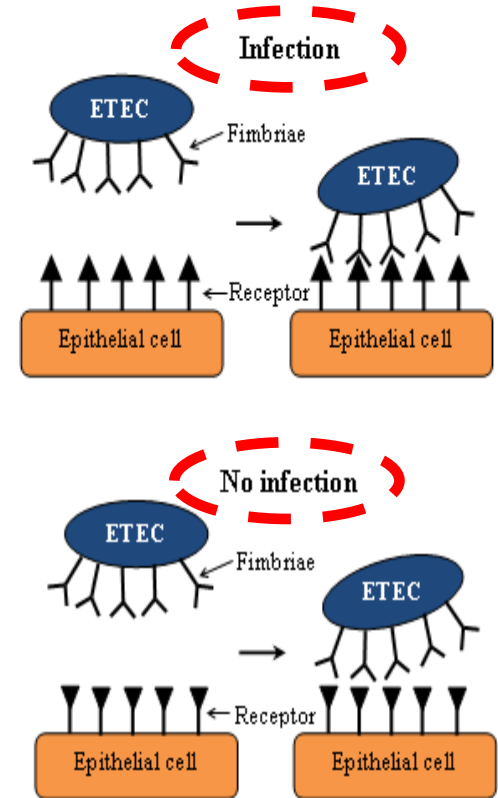 Infection
ETEC
Fimbriae
ETEC
Receptor
Epithelial cell
Epithelial cell
No infection
ETEC
Fimbriae
ETEC
Receptor
Epithelial cell
Epithelial cell